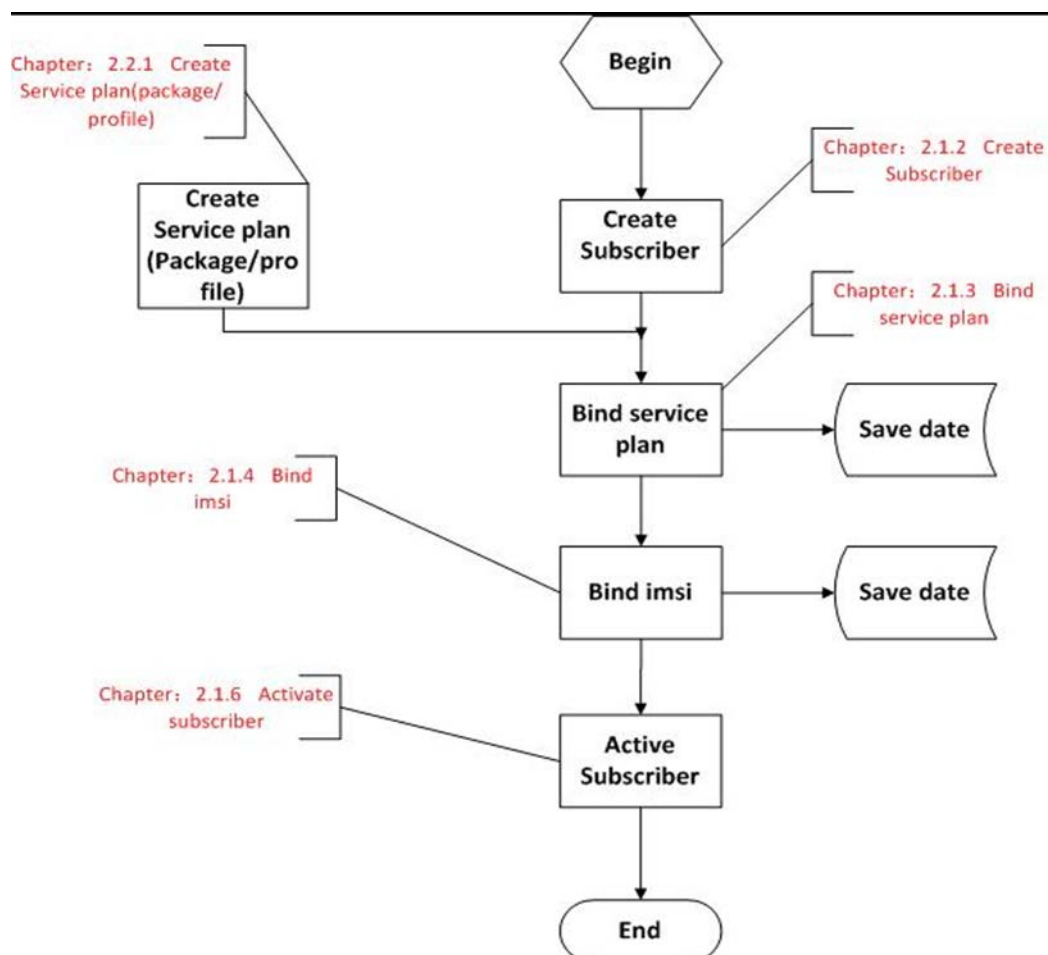 Begin
Chapter：2.2.1 Create
Service plan(package/
profile)
Chapter：2.1.2 Create
Subscriber
Create
Service plan
(Package/pro
file)
Create
Subscriber
Chapter：2.1.3 Bind
service plan
Bind service
plan
Save date
Chapter：2.1.4 Bind
imsi
Bind imsi
Save date
Chapter：2.1.6 Activate
subscriber
Active
Subscriber
End